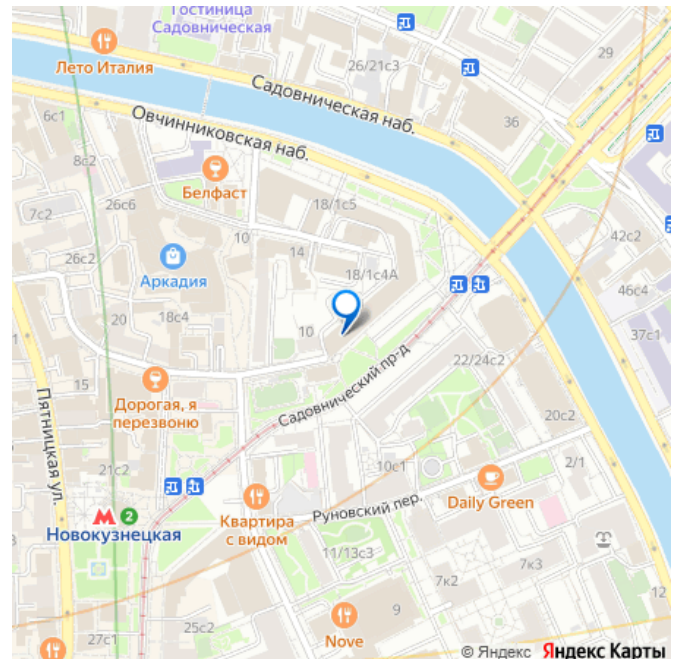 Гостиница
Садовническая
29
Лето Италия
26/21с3
Садовническая наб.
36
6с1
Овчинниковская наб.
8с2
Белфаст
26с6
18/1с5
7с2
10
42с2
26с2
14
Аркадия
18/1с4А
46с4
20
18с4
10
37с1
15
22/24с2
Садовнический пр-д
Пятницкая ул.
Дорогая, я
перезвоню
20с2
21с2
10с1
2/1
Daily Green
2
Новокузнецкая
Квартира
с видом
Руновский пер.
11/13с3
7к2
7к3
12
9
25с2
27с1
Nove
© Яндекс Яндекс Карты